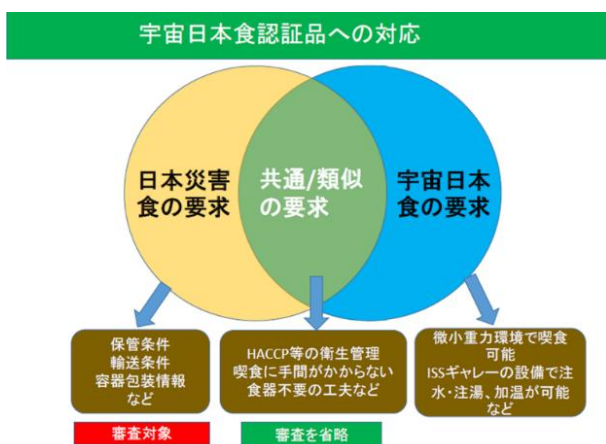 宇宙日本食認証品への対応
日本災害
食の要求
共通/類似
の要求
宇宙日本
食の要求
保管条件
輸送条件
容器包装情報
など
HACCP等の衛生管理
喫食に手間がかからない
食器不要の工夫など
微小重力環境で喫食
可能
ISSギャレーの設備で注
水・注湯、加温が可能
など
審査対象
審査を省略